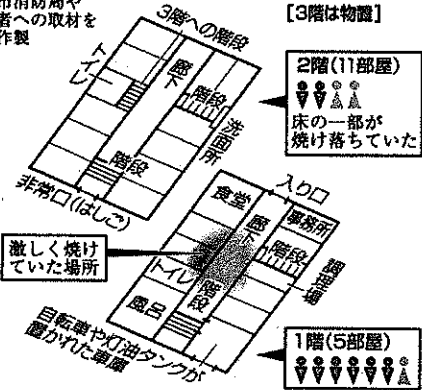 市消防局や
者への取材を
作製
[3階は物置]
3階への階段
トイレ
廊下
階段
洗面所
階段
非常口(はしご)
2階(11部屋)
床の一部が
焼け落ちていた
入り口
食堂
廊下
事務所
階段
調理場
激しく焼け
ていた場所
トイレ
階段
風呂
自転車や灯油タンクが
置かれた車庫
1階(5部屋)